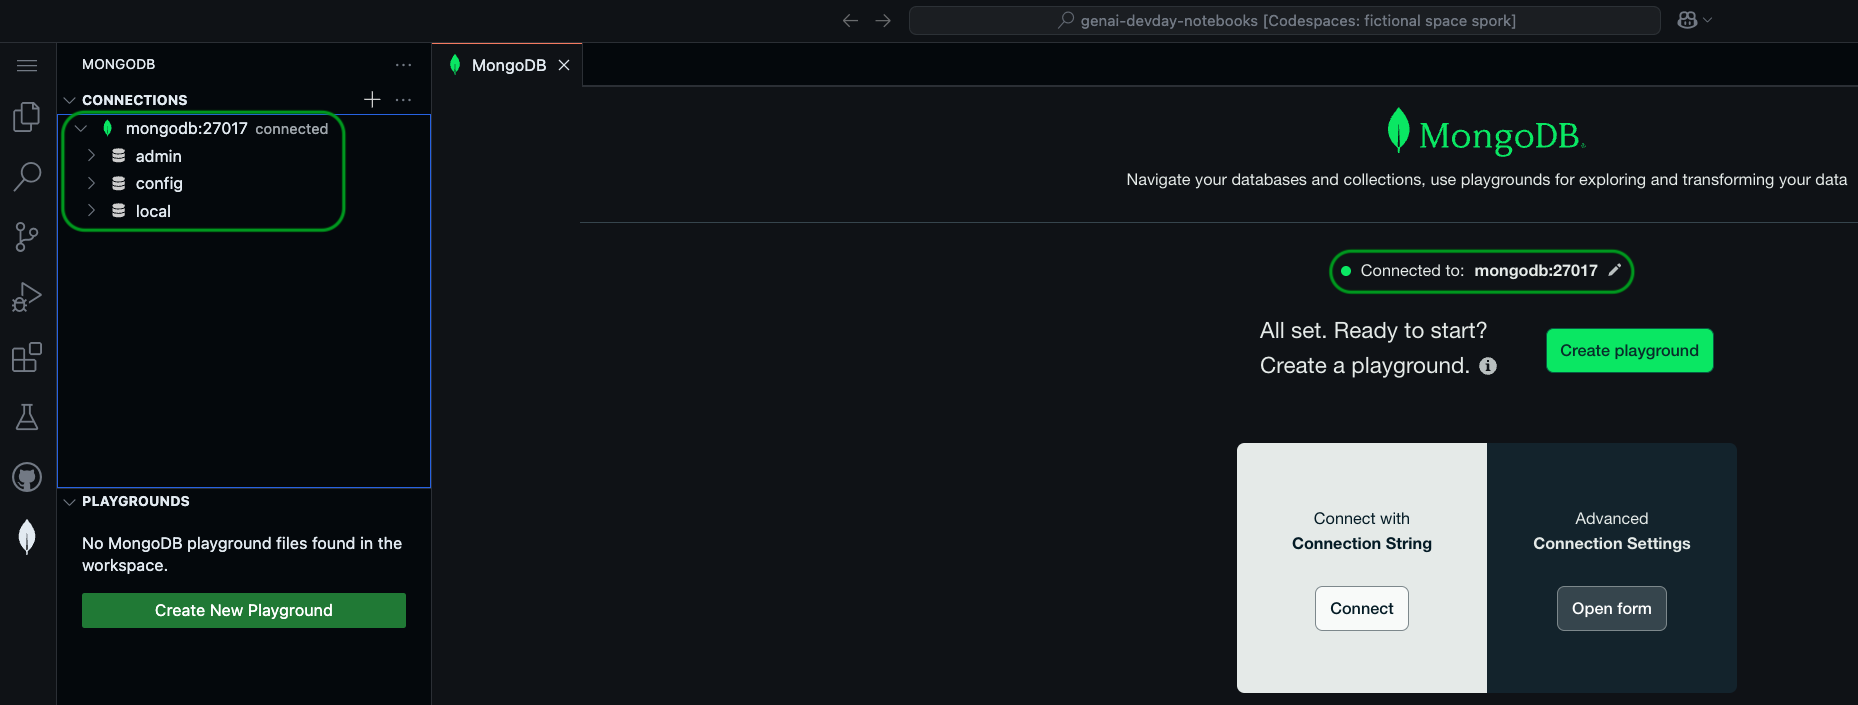 genai-devday-notebooks [Codespaces: fictional space spork]
MONGODB
CONNECTIONS
mongodb:27017 connected
admin
config
local
PLAYGROUNDS
No MongoDB playground files found in the
workspace.
Create New Playground
MongoDB
MongoDB.
Navigate your databases and collections, use playgrounds for exploring and transforming your data
Connected to: mongodb:27017
All set. Ready to start?
Create a playground.
Create playground
Connect with
Connection String
Connect
Advanced
Connection Settings
Open form